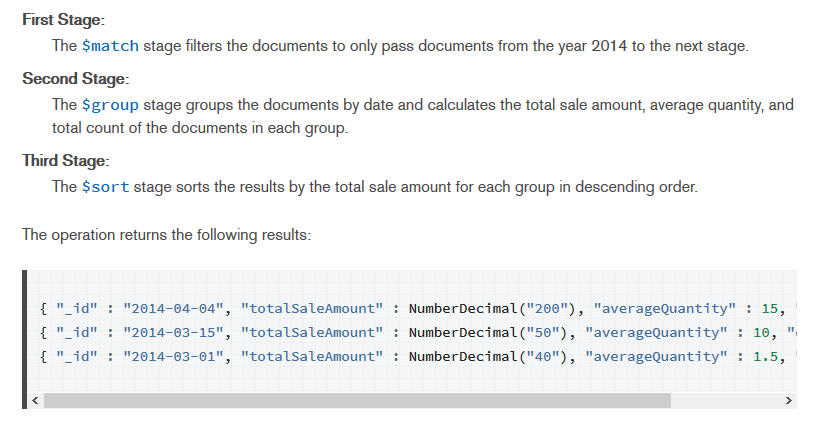 First Stage:
The $match stage filters the documents to only pass documents from the year 2014 to the next stage.
Second Stage:
The $group stage groups the documents by date and calculates the total sale amount, average quantity, and
total count of the documents in each group.
Third Stage:
The $sort stage sorts the results by the total sale amount for each group in descending order.
The operation returns the following results:
{ "_id" : "2014-04-04", "totalSaleAmount" : NumberDecimal("200"), "averageQuantity" : 15, "
{ "_id" : "2014-03-15", "totalSaleAmount" : NumberDecimal("50"), "averageQuantity" : 10, "
{ "_id" : "2014-03-01", "totalSaleAmount" : NumberDecimal("40"), "averageQuantity" : 1.5, "